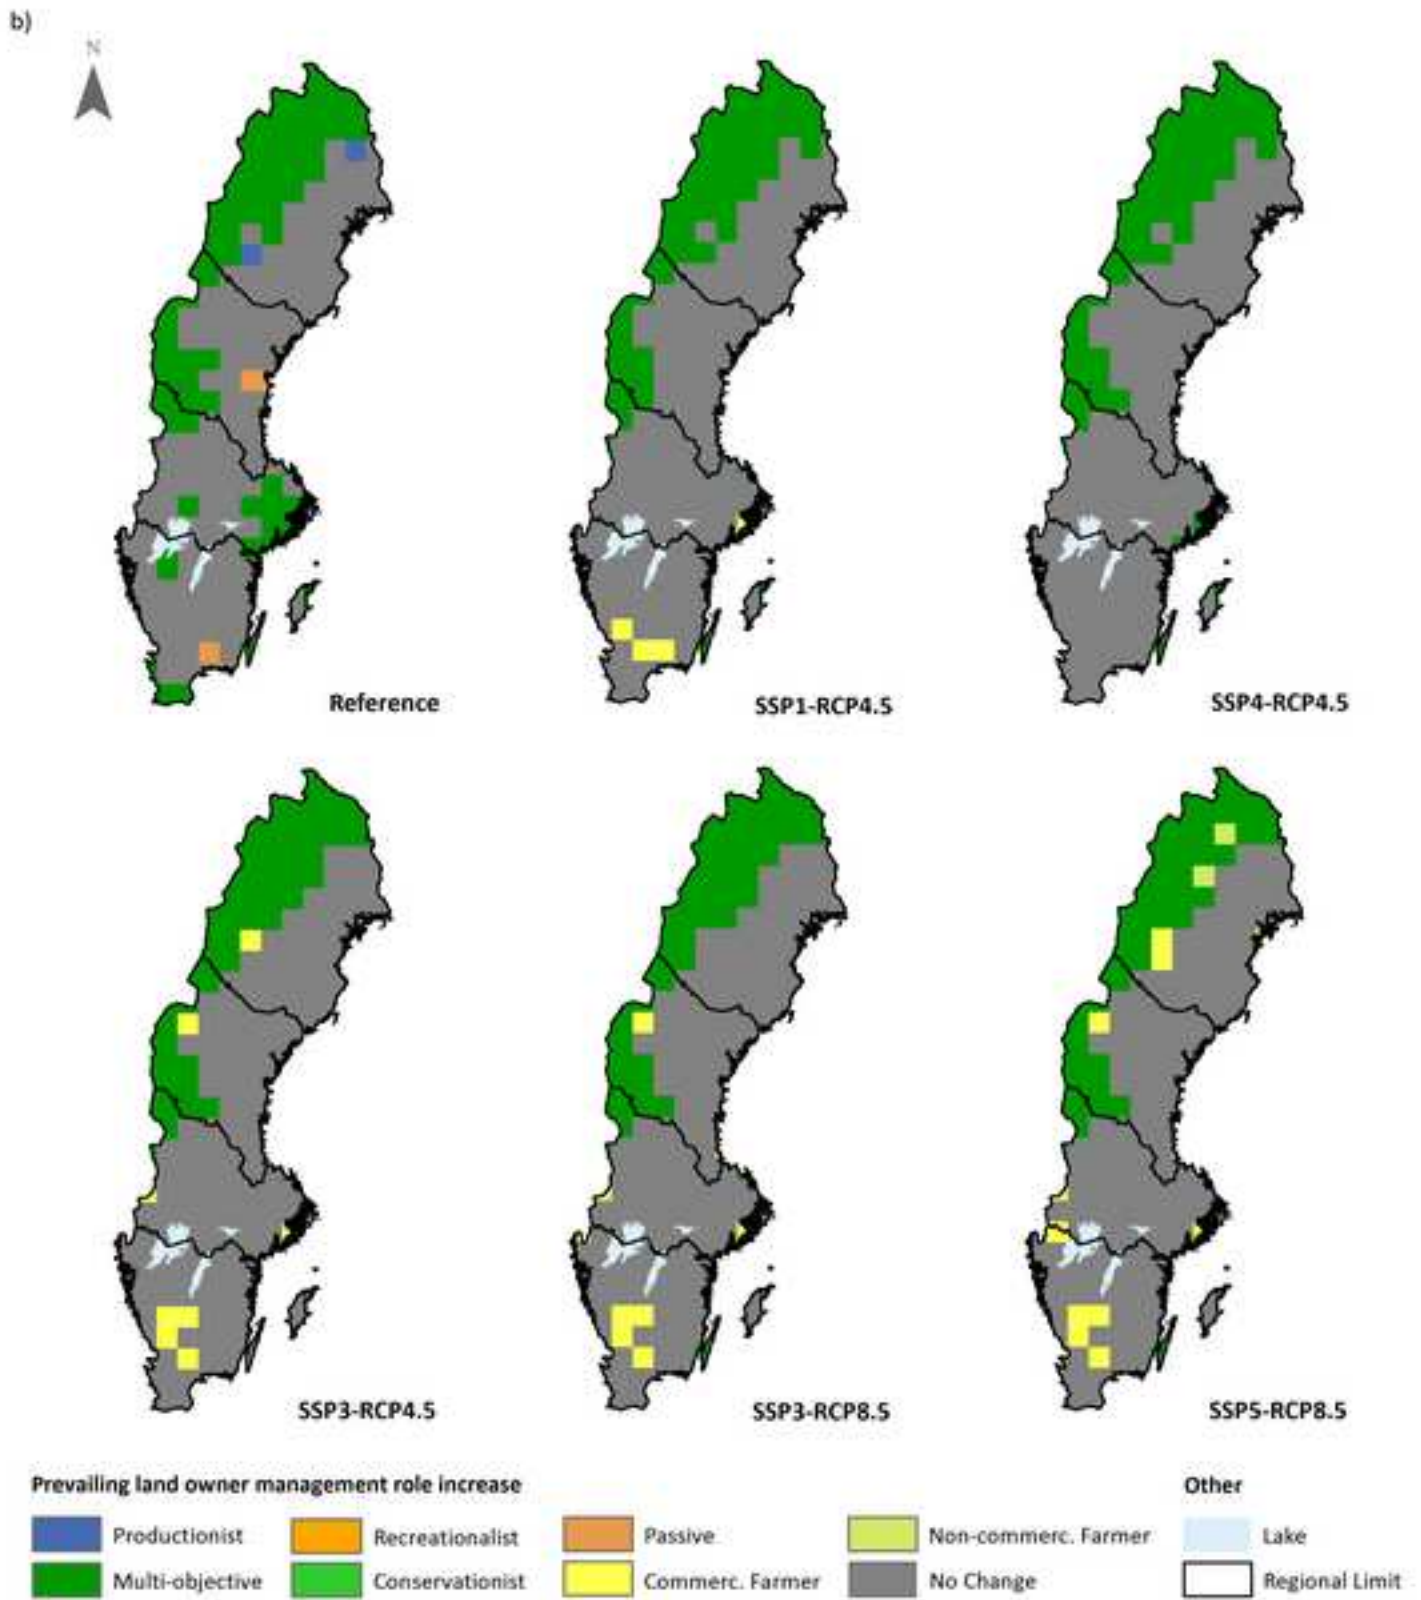 b)
N
Reference
SSP1-RCP4.5
SSP4-RCP4.5
SSP3-RCP4.5
SSP3-RCP8.5
SSP5-RCP8.5
Prevailing land owner management role increase
Other
Productionist
Recreationalist
Passive
Non-commerc. Farmer
Lake
Multi-objective
Conservationist
Commerc. Farmer
No Change
Regional Limit